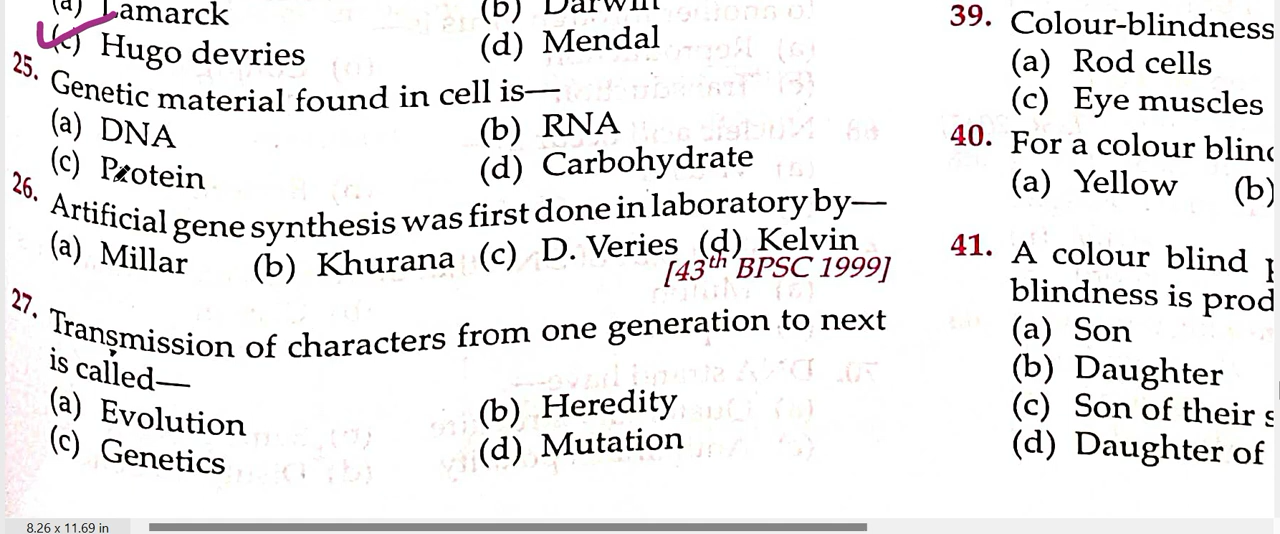 (a) Lamarck
(b) Darwin
(c) Hugo devries
(d) Mendal
25. Genetic material found in cell is—
(a) DNA
(b) RNA
(c) Protein
(d) Carbohydrate
26. Artificial gene synthesis was first done in laboratory by—
(a) Millar (b) Khurana (c) D. Veries (d) Kelvin
[43th BPSC 1999]
27. Transmission of characters from one generation to next
is called—
(a) Evolution
(b) Heredity
(c) Genetics
(d) Mutation
39. Colour-blindness
(a) Rod cells
(c) Eye muscles
40. For a colour
(a) Yellow (b)
41. A colour blind
blindness is
(a) Son
(b) Daughter
(c) Son of their
(d) Daughter of
8.26 x 11.69 in